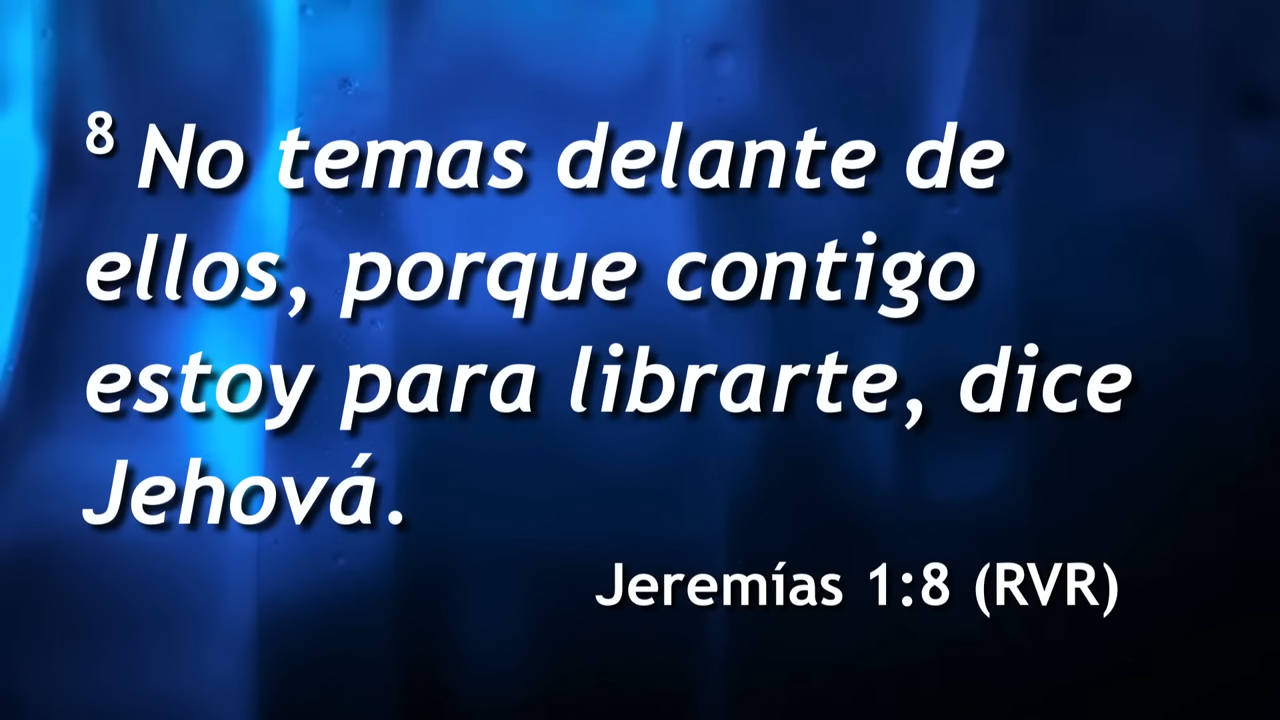 8 No temas delante de
ellos, porque contigo
estoy para librarte, dice
Jehová.
Jeremías 1:8 (RVR)